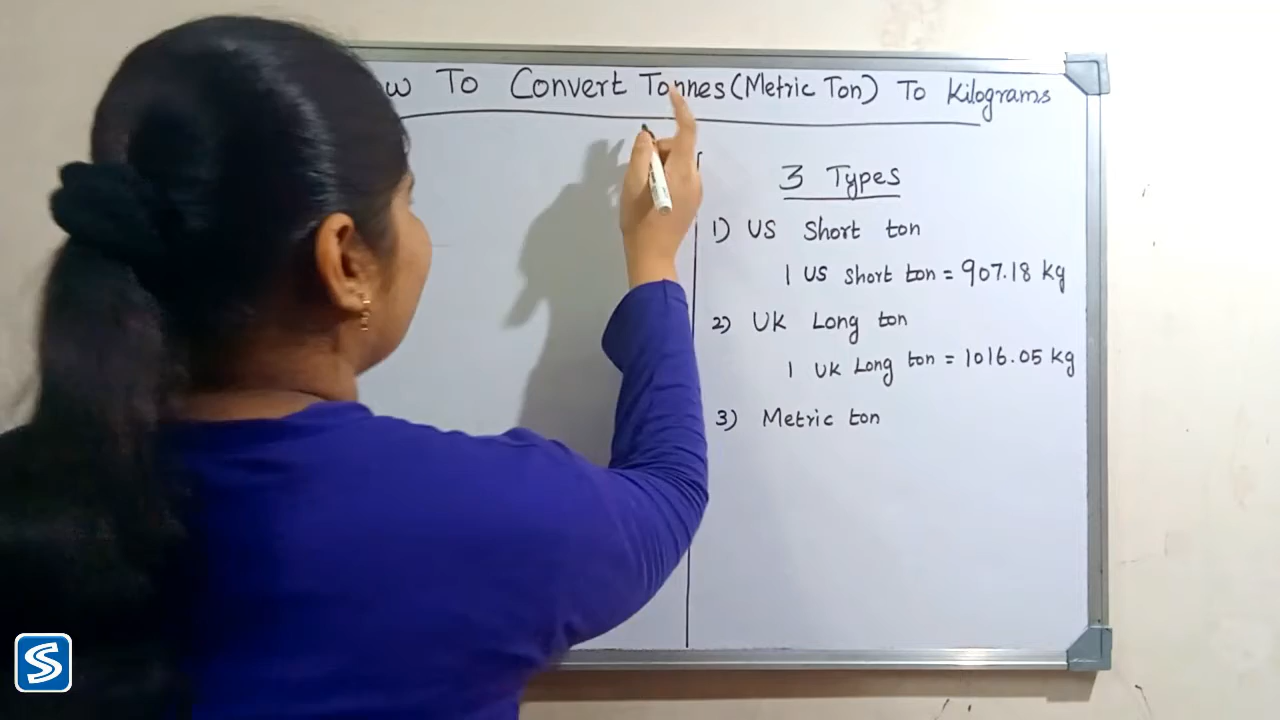 w To Convert Tonnes (Metric Ton) To Kilograms
3 Types
1) US Short ton
1 US short ton = 907.18 kg
2) UK Long ton
1 UK Long ton = 1016.05 kg
3) Metric ton
S